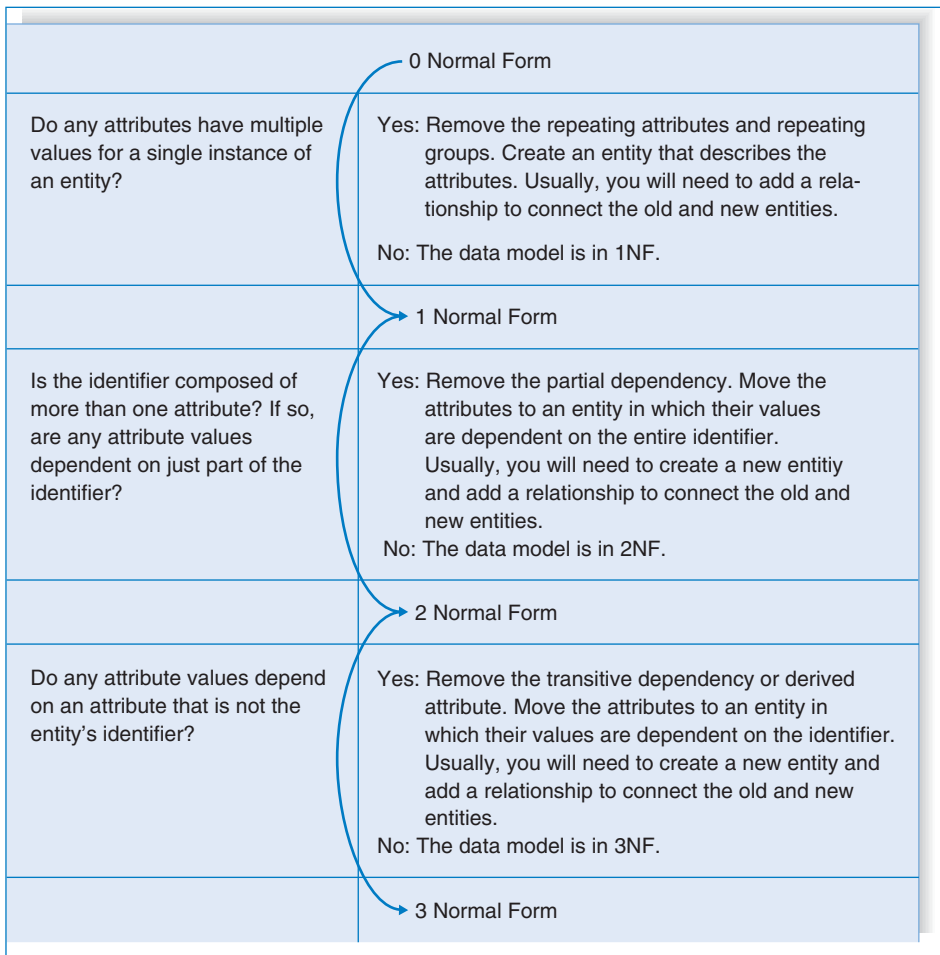 0 Normal Form
Do any attributes have multiple
values for a single instance of
an entity?
Yes: Remove the repeating attributes and repeating
groups. Create an entity that describes the
attributes. Usually, you will need to add a rela-
tionship to connect the old and new entities.
No: The data model is in 1NF.
1 Normal Form
Is the identifier composed of
more than one attribute? If so,
are any attribute values
dependent on just part of the
identifier?
Yes: Remove the partial dependency. Move the
attributes to an entity in which their values
are dependent on the entire identifier.
Usually, you will need to create a new entitiy
and add a relationship to connect the old and
new entities.
No: The data model is in 2NF.
2 Normal Form
Do any attribute values depend
on an attribute that is not the
entity’s identifier?
Yes: Remove the transitive dependency or derived
attribute. Move the attributes to an entity in
which their values are dependent on the identifier.
Usually, you will need to create a new entity and
add a relationship to connect the old and new
entities.
No: The data model is in 3NF.
3 Normal Form